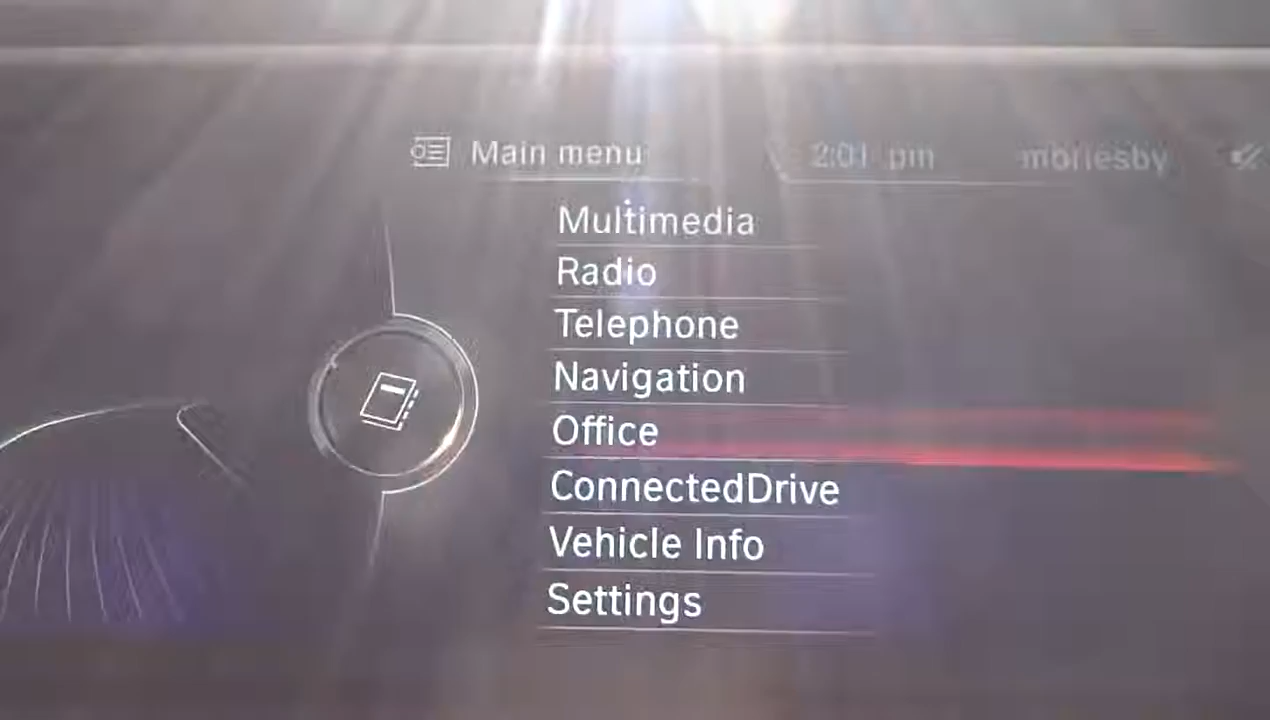 Main menu 2:01 pm
Multimedia
Radio
Telephone
Navigation
Office
ConnectedDrive
Vehicle Info
Settings